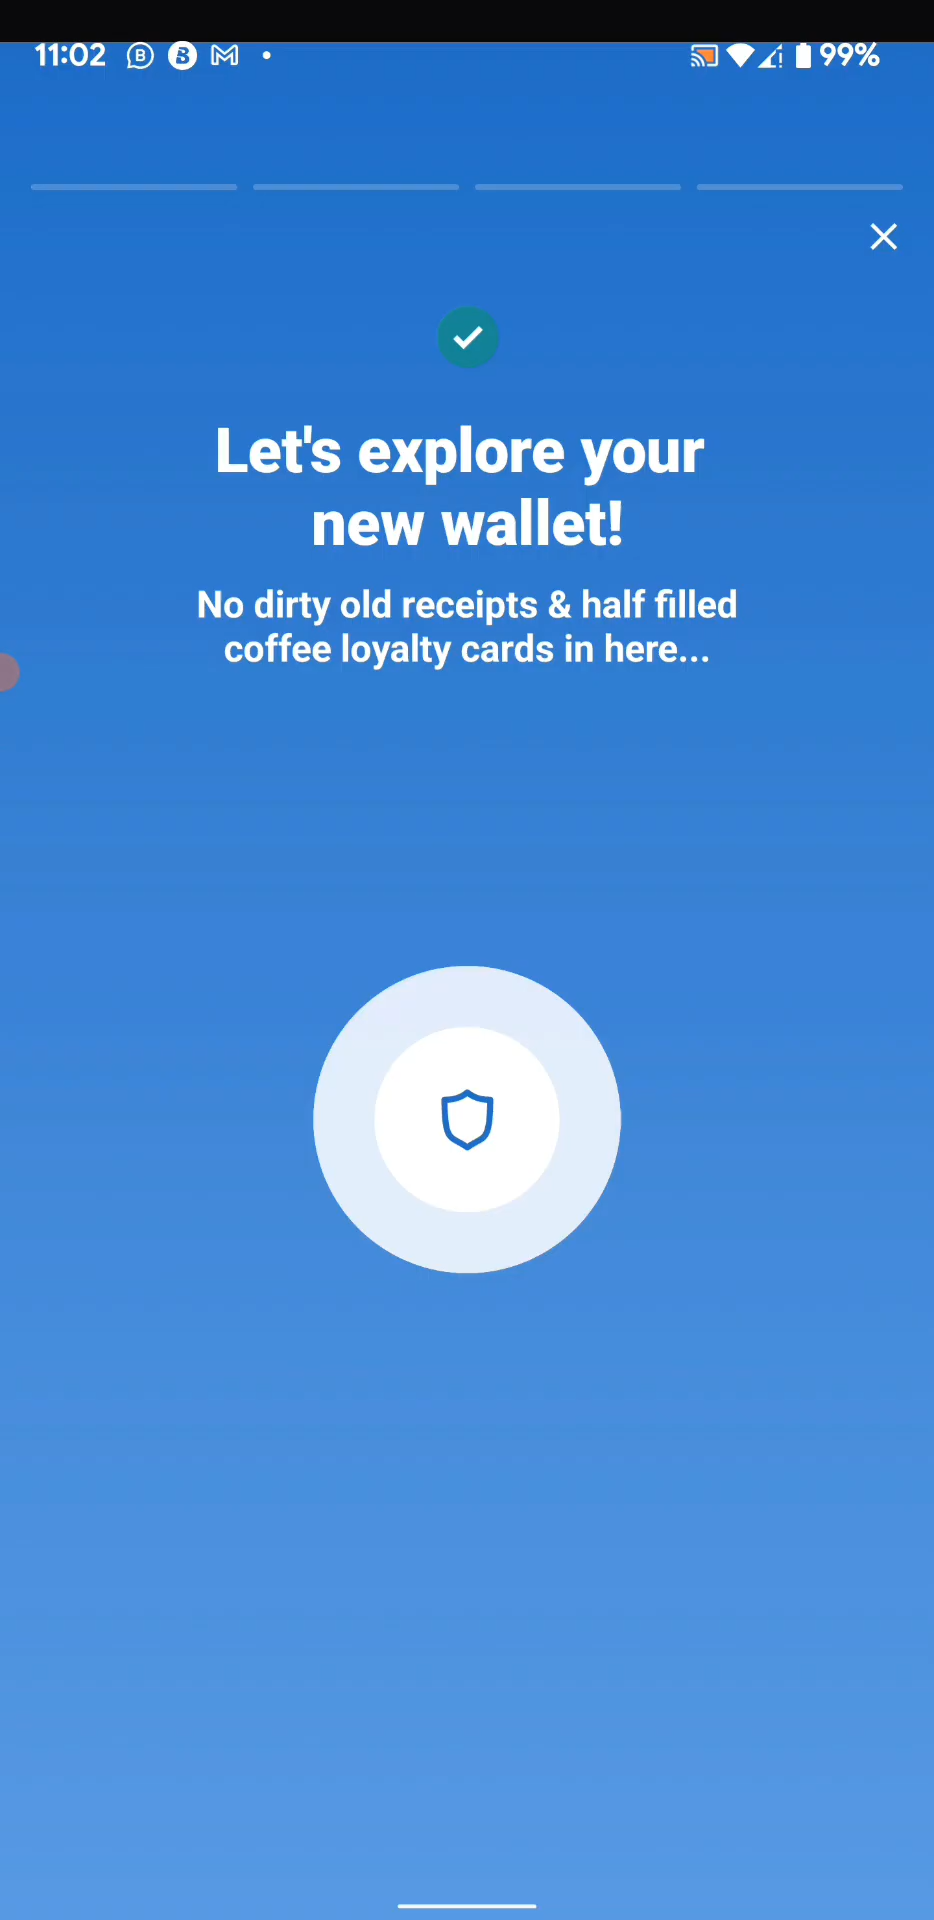 11:02
99%
Let's explore your
new wallet!
No dirty old receipts & half filled
coffee loyalty cards in here...